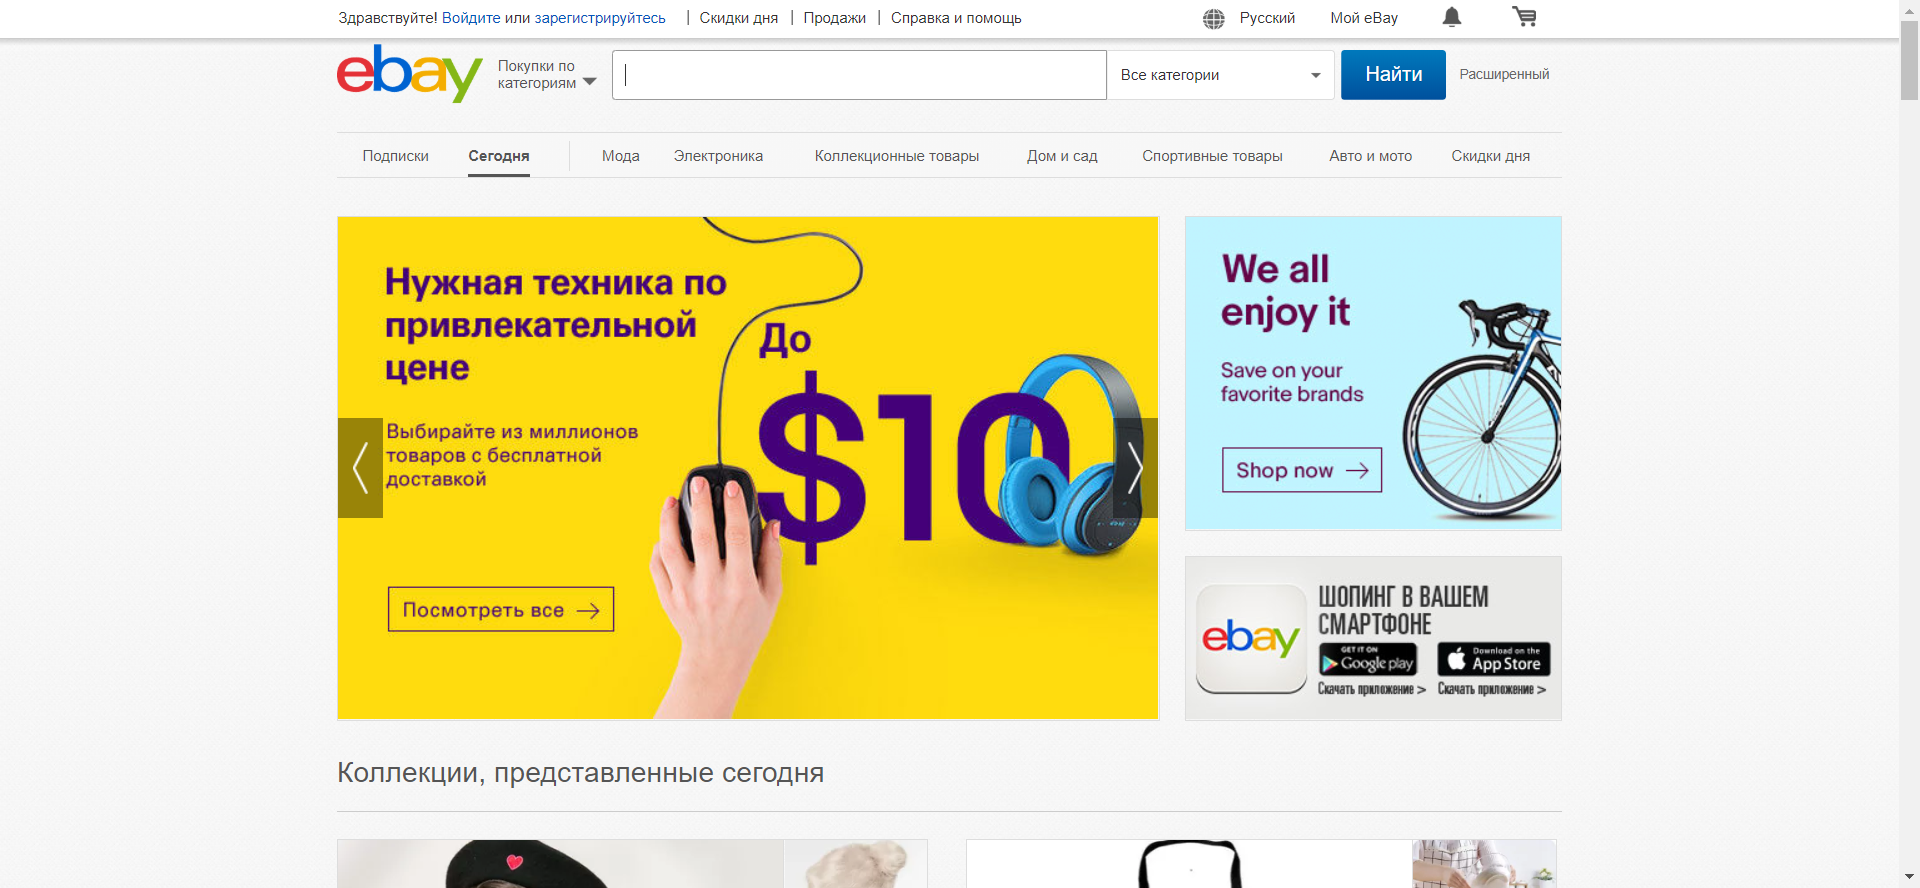 Здравствуйте! Войдите или зарегистрируйтесь | Скидки дня | Продажи | Справка и помощь Русский Мой eBay
ebay
Покупки по
категориям
Все категории
Найти
Расширенный
Подписки Сегодня Мода Электроника Коллекционные товары Дом и сад Спортивные товары Авто и мото Скидки дня
Нужная техника по
привлекательной
цене
До
$10
Выбирайте из миллионов
товаров с бесплатной
доставкой
Посмотреть все
We all
enjoy it
Save on your
favorite brands
Shop now
ebay
ШОПИНГ В ВАШЕМ
СМАРТФОНЕ
GET IT ON
Google play
Download on the
App Store
Скачать приложение > Скачать приложение >
Коллекции, представленные сегодня